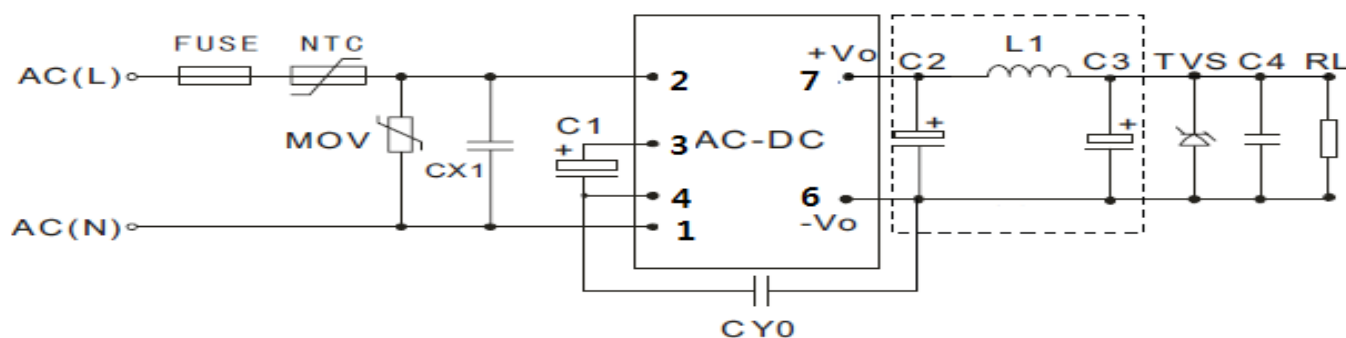 FUSE NTC L1
+Vo C2 C3 TVS C4 RL
AC(L) 2 7
C1
MOV 3 AC-DC + +
CX1 +
4 6
AC(N) 1 -Vo
CY0